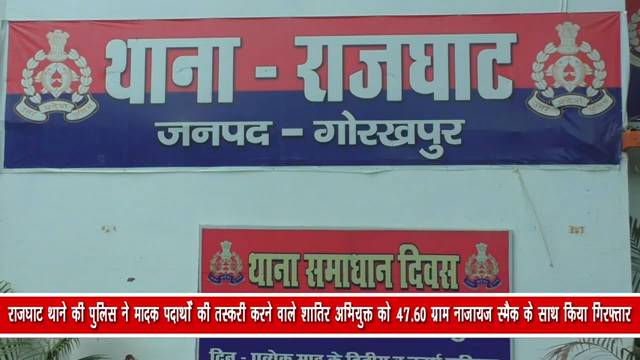 थाना - राजघाट
जनपद – गोरखपुर
थाना समाधान दिवस
राजघाट थाने की पुलिस ने मादक पदार्थों की तस्करी करने वाले शातिर अभियुक्त को 47.60 ग्राम नाजायज स्मैक के साथ किया गिरफ्तार